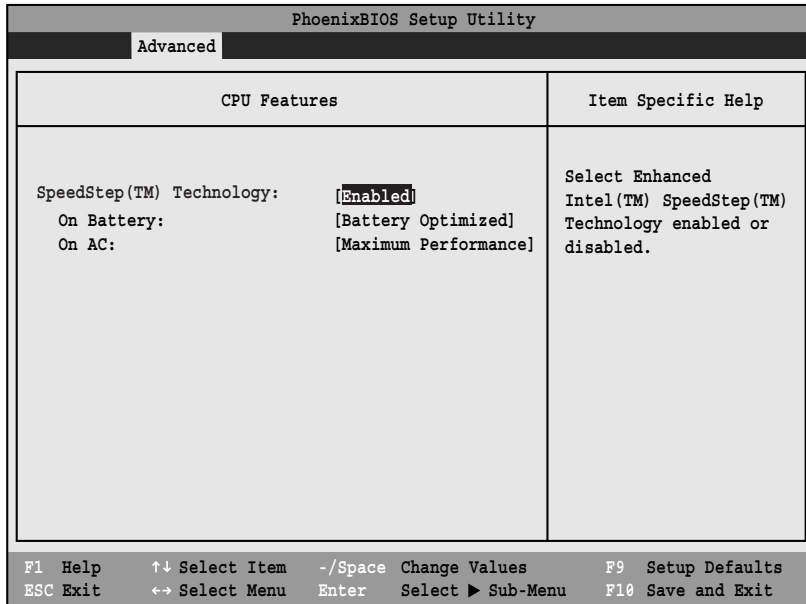 PhoenixBIOS Setup Utility
Advanced
CPU Features
Item Specific Help
SpeedStep(TM) Technology: [Enabled]
On Battery: [Battery Optimized]
On AC: [Maximum Performance]
Select Enhanced
Intel(TM) SpeedStep(TM)
Technology enabled or
disabled.
F1 Help ↑↓ Select Item -/Space Change Values F9 Setup Defaults
ESC Exit ←→ Select Menu Enter Select ▶ Sub-Menu F10 Save and Exit